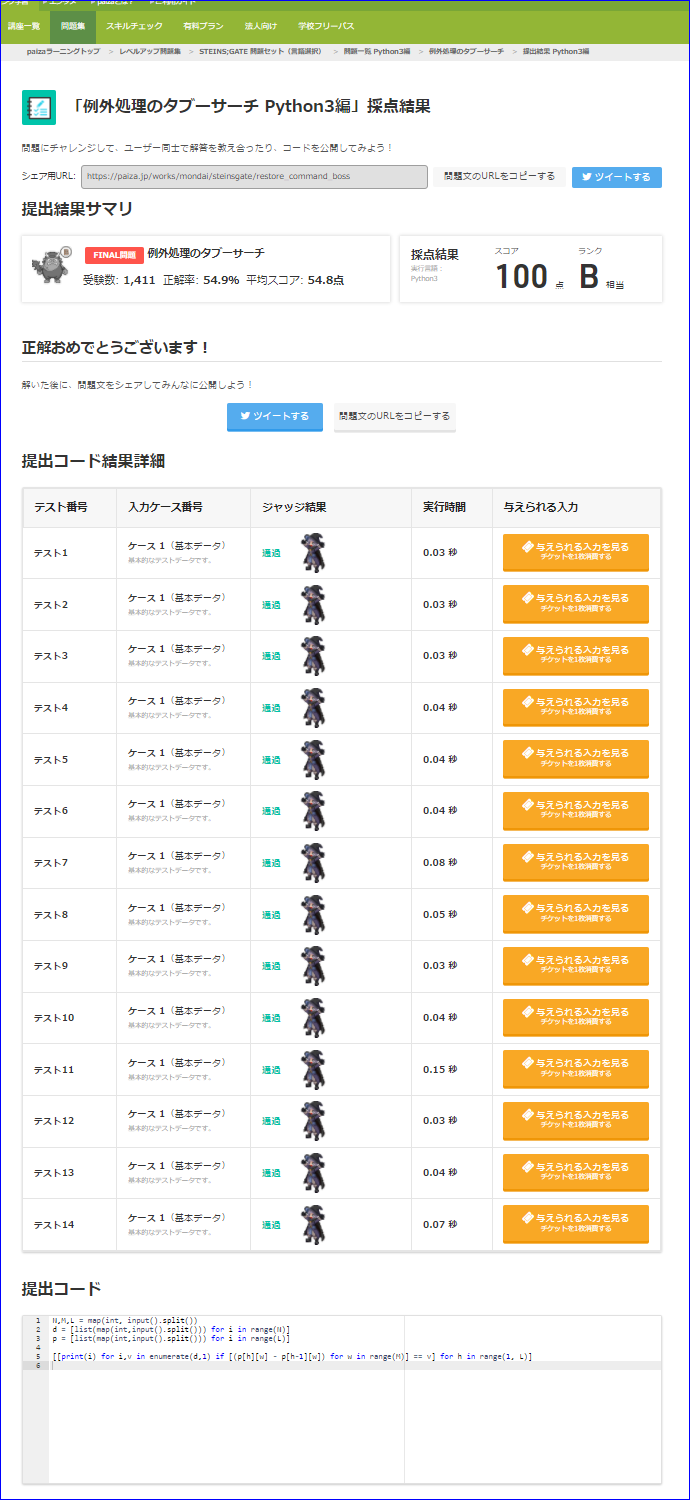 講座一覧 問題集 スキルチェック 有料プラン 法人向け 学校フリーパス
paizaラーニングトップ > レベルアップ問題集 > STEINS;GATE 問題セット（言語選択） > 問題一覧 Python3編 > 例外処理のタブーサーチ > 提出結果 Python3編
「例外処理のタブーサーチ Python3編」採点結果
問題にチャレンジして、ユーザー同士で解答を教え合ったり、コードを公開してみよう！
シェア用URL: https://paiza.jp/works/mondai/steinsgate/restore_command_boss 問題文のURLをコピーする ツイートする
提出結果サマリ
FINAL問題 例外処理のタブーサーチ
受験数: 1,411 正解率: 54.9% 平均スコア: 54.8点
採点結果
実行言語：
Python3
スコア
100 点
ランク
B 相当
正解おめでとうございます！
解いた後に、問題文をシェアしてみんなに公開しよう！
ツイートする 問題文のURLをコピーする
提出コード結果詳細
テスト番号 入力ケース番号 ジャッジ結果 実行時間 与えられる入力
テスト1 ケース 1（基本データ） 通過 0.03 秒 与えられる入力を見る
基本的なテストデータです。 チケットを1枚消費する
テスト2 ケース 1（基本データ） 通過 0.03 秒 与えられる入力を見る
基本的なテストデータです。 チケットを1枚消費する
テスト3 ケース 1（基本データ） 通過 0.03 秒 与えられる入力を見る
基本的なテストデータです。 チケットを1枚消費する
テスト4 ケース 1（基本データ） 通過 0.04 秒 与えられる入力を見る
基本的なテストデータです。 チケットを1枚消費する
テスト5 ケース 1（基本データ） 通過 0.04 秒 与えられる入力を見る
基本的なテストデータです。 チケットを1枚消費する
テスト6 ケース 1（基本データ） 通過 0.04 秒 与えられる入力を見る
基本的なテストデータです。 チケットを1枚消費する
テスト7 ケース 1（基本データ） 通過 0.08 秒 与えられる入力を見る
基本的なテストデータです。 チケットを1枚消費する
テスト8 ケース 1（基本データ） 通過 0.05 秒 与えられる入力を見る
基本的なテストデータです。 チケットを1枚消費する
テスト9 ケース 1（基本データ） 通過 0.03 秒 与えられる入力を見る
基本的なテストデータです。 チケットを1枚消費する
テスト10 ケース 1（基本データ） 通過 0.04 秒 与えられる入力を見る
基本的なテストデータです。 チケットを1枚消費する
テスト11 ケース 1（基本データ） 通過 0.15 秒 与えられる入力を見る
基本的なテストデータです。 チケットを1枚消費する
テスト12 ケース 1（基本データ） 通過 0.03 秒 与えられる入力を見る
基本的なテストデータです。 チケットを1枚消費する
テスト13 ケース 1（基本データ） 通過 0.04 秒 与えられる入力を見る
基本的なテストデータです。 チケットを1枚消費する
テスト14 ケース 1（基本データ） 通過 0.07 秒 与えられる入力を見る
基本的なテストデータです。 チケットを1枚消費する
提出コード
1 N,M,L = map(int, input().split())
2 d = [list(map(int,input().split())) for i in range(N)]
3 p = [list(map(int,input().split())) for i in range(L)]
4
5 [[print(i) for i,v in enumerate(d,1) if [(p[h][w] - p[h-1][w]) for w in range(M)] == v] for h in range(1, L)]
6